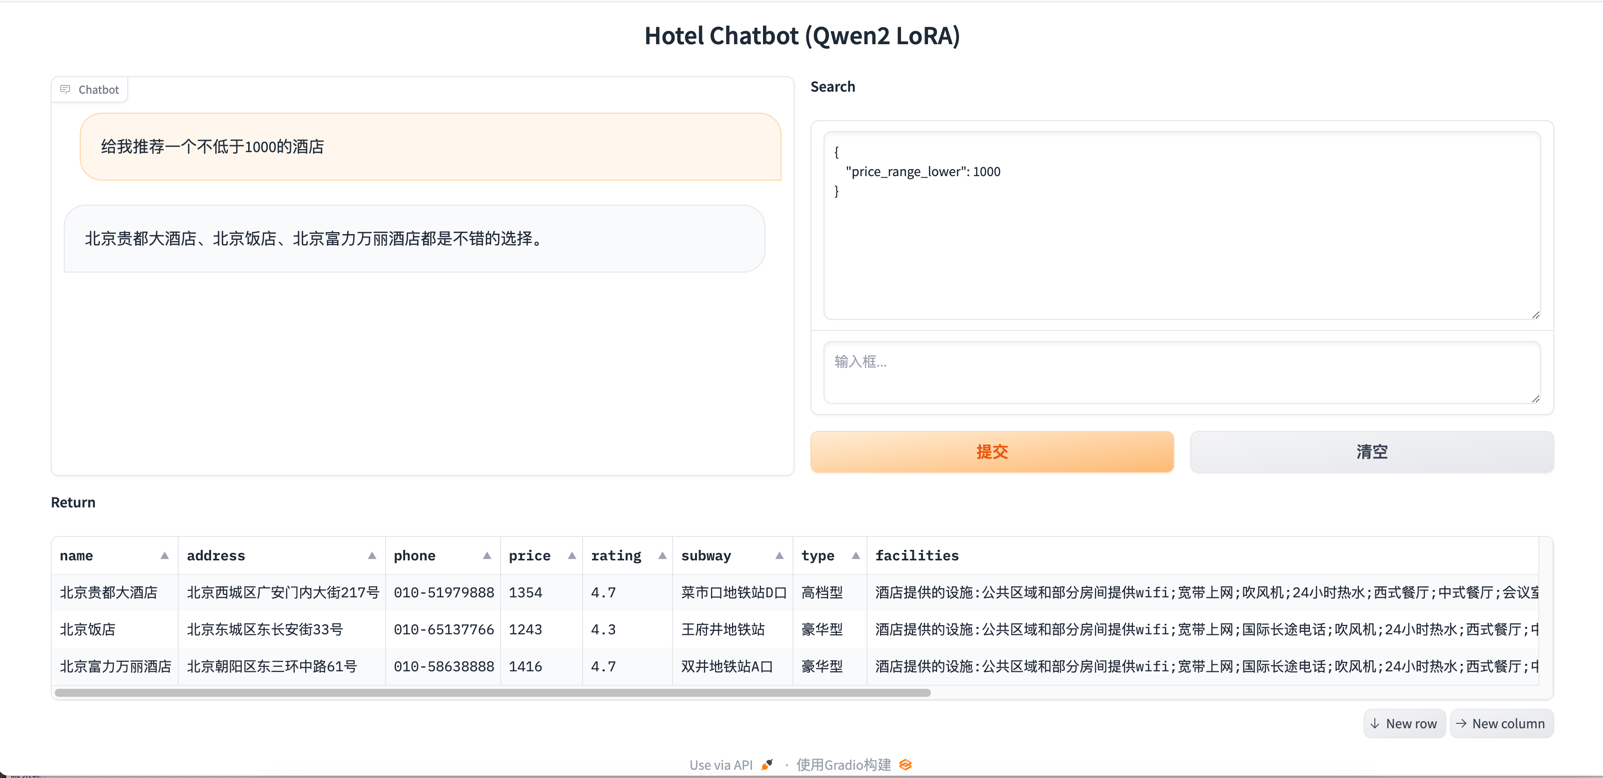 Hotel Chatbot (Qwen2 LoRA)
Chatbot
给我推荐一个不低于1000的酒店
北京贵都大酒店、北京饭店、北京富力万丽酒店都是不错的选择。
Search
{
"price_range_lower": 1000
}
输入框...
提交 清空
Return
name address phone price rating subway type facilities
北京贵都大酒店 北京西城区广安门内大街217号 010-51979888 1354 4.7 菜市口地铁站D口 高档型 酒店提供的设施:公共区域和部分房间提供wifi;宽带上网;吹风机;24小时热水;西式餐厅;中式餐厅;会议室
北京饭店 北京东城区东长安街33号 010-65137766 1243 4.3 王府井地铁站 豪华型 酒店提供的设施:公共区域和部分房间提供wifi;宽带上网;国际长途电话;吹风机;24小时热水;西式餐厅;中
北京富力万丽酒店 北京朝阳区东三环中路61号 010-58638888 1416 4.7 双井地铁站A口 豪华型 酒店提供的设施:公共区域和部分房间提供wifi;宽带上网;国际长途电话;吹风机;24小时热水;西式餐厅;中
↓ New row → New column
Use via API · 使用Gradio构建